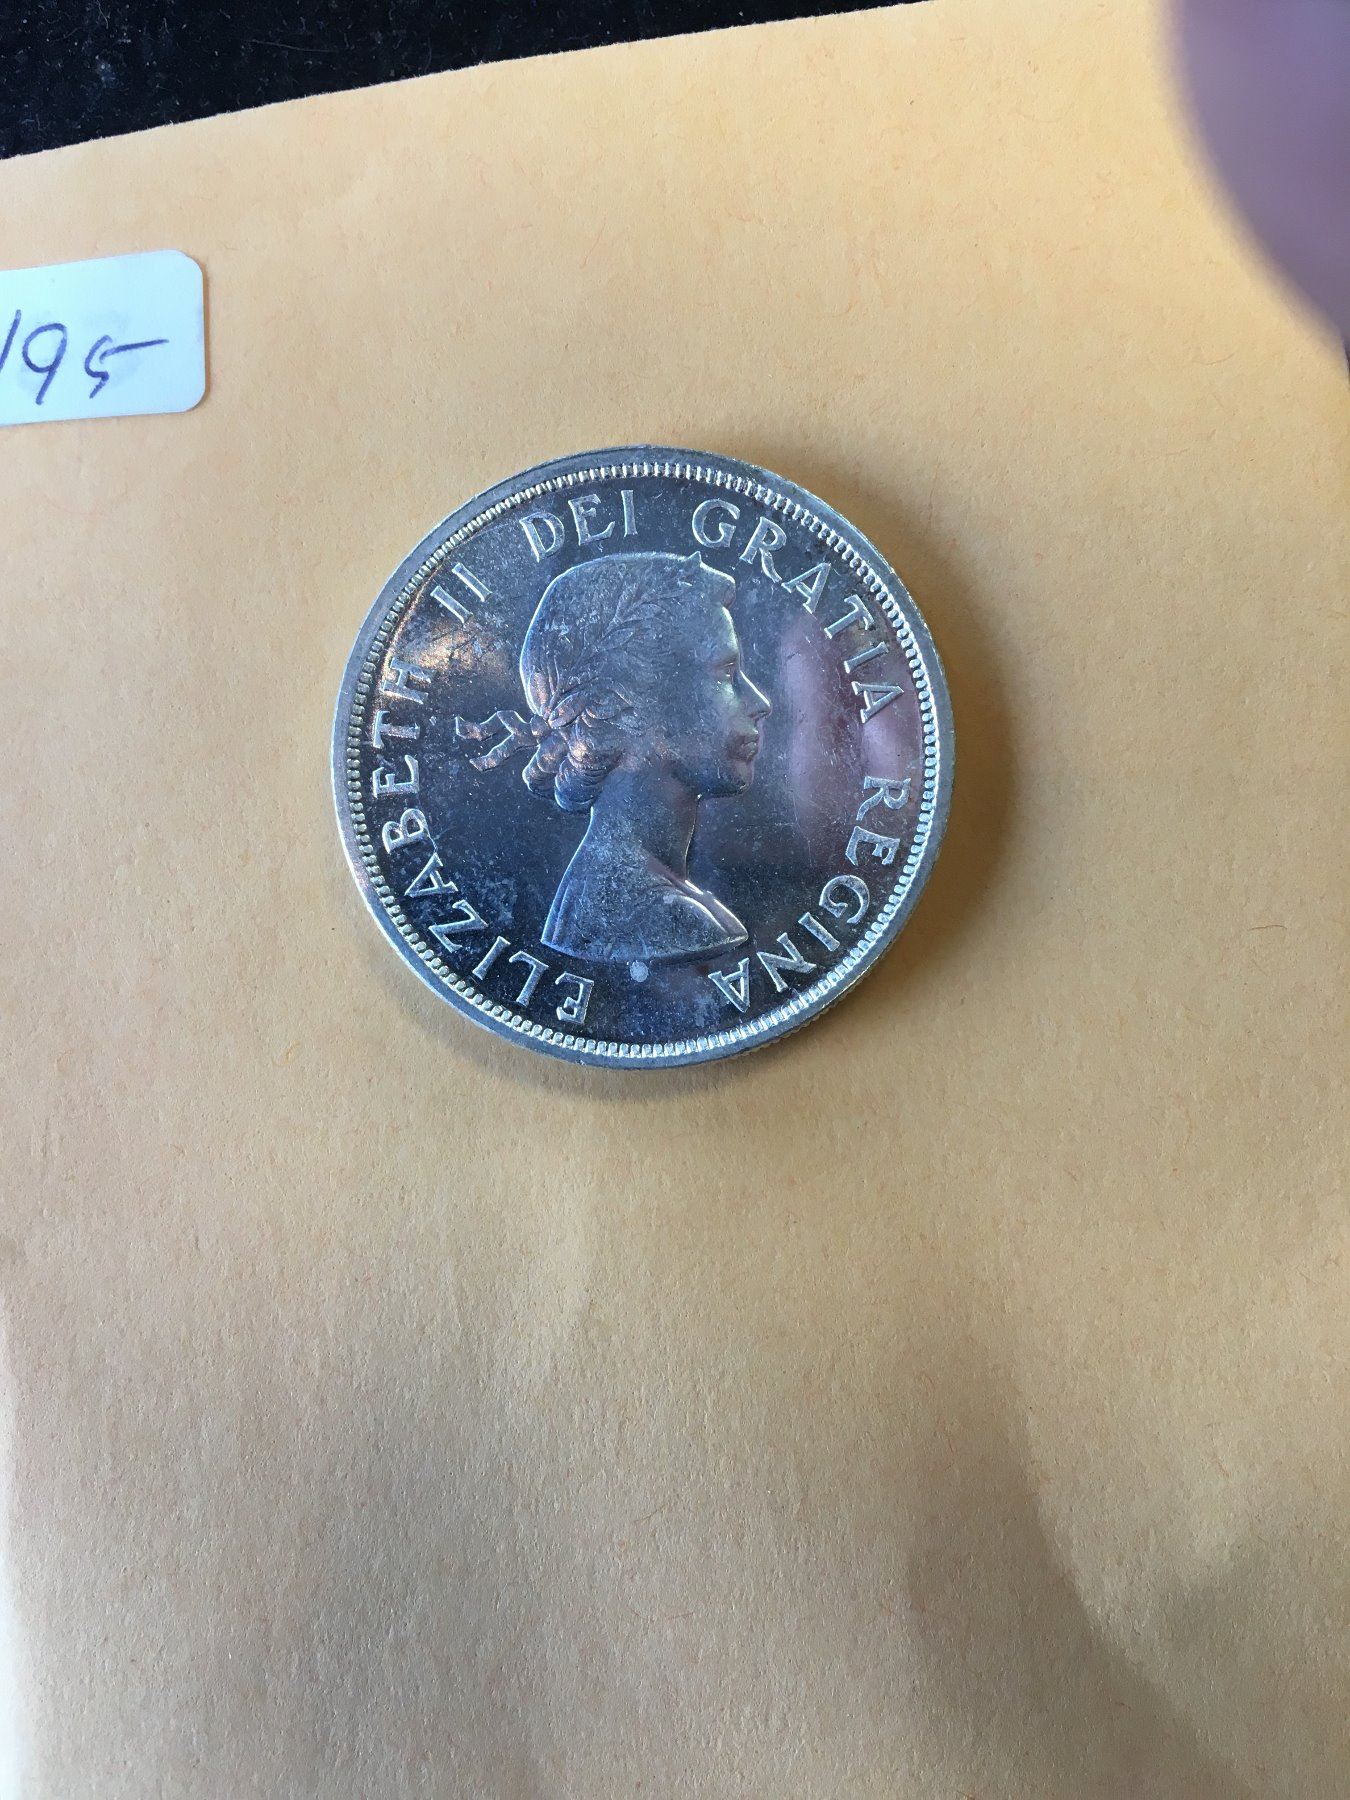 195
ELIZABETH II DEI GRATIA REGINA